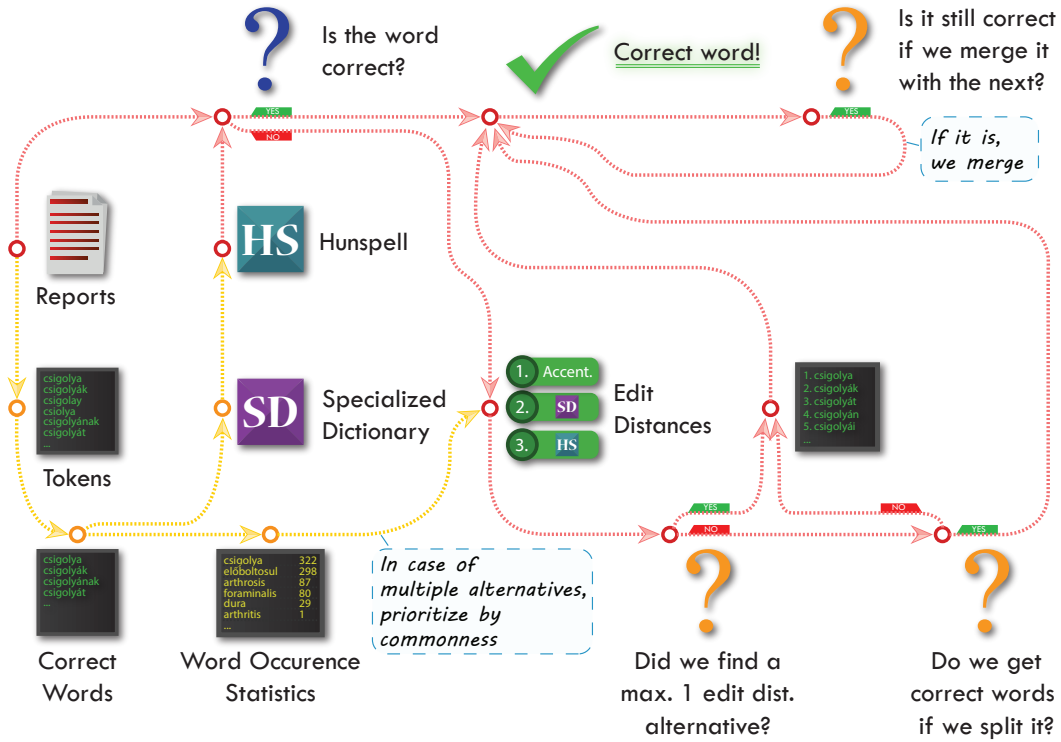 Is the word
correct?
Correct word!
Is it still correct
if we merge it
with the next?
YES
NO
YES
If it is,
we merge
Reports
HS
Hunspell
csigolya
csigolyák
csigolay
csiolya
csigolyának
csigolyát
...
Tokens
SD
Specialized
Dictionary
1. Accent.
2. SD
3. HS
Edit
Distances
1. csigolya
2. csigolyák
3. csigolyát
4. csigolyán
5. csigolyái
...
YES
NO
NO
YES
csigolya
csigolyák
csigolyának
csigolyát
...
Correct
Words
csigolya 322
előboltosul 298
arthrosis 87
foraminalis 80
dura 29
arthritis 1
...
Word Occurence
Statistics
In case of
multiple alternatives,
prioritize by
commonness
Did we find a
max. 1 edit dist.
alternative?
Do we get
correct words
if we split it?